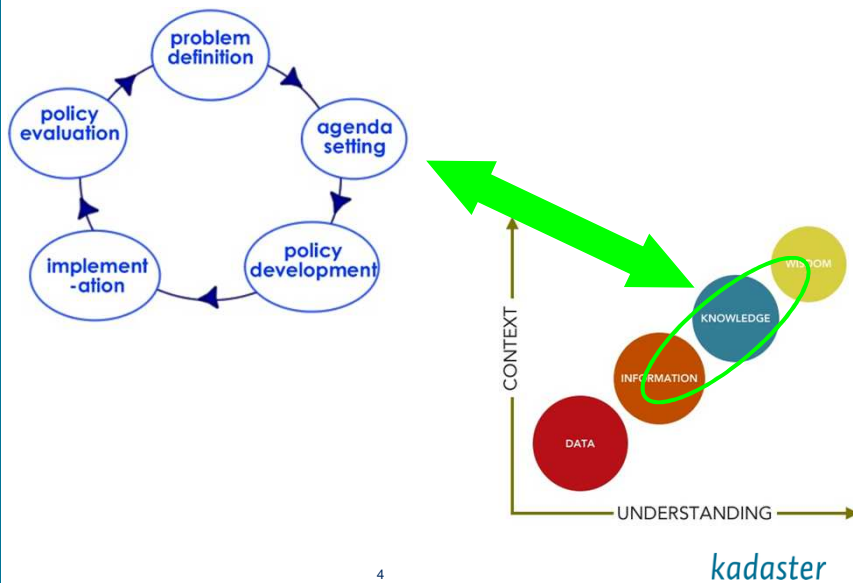 problem
definition
agenda
setting
policy
development
implement
-ation
policy
evaluation
CONTEXT
UNDERSTANDING
WISDOM
KNOWLEDGE
INFORMATION
DATA
4
kadaster